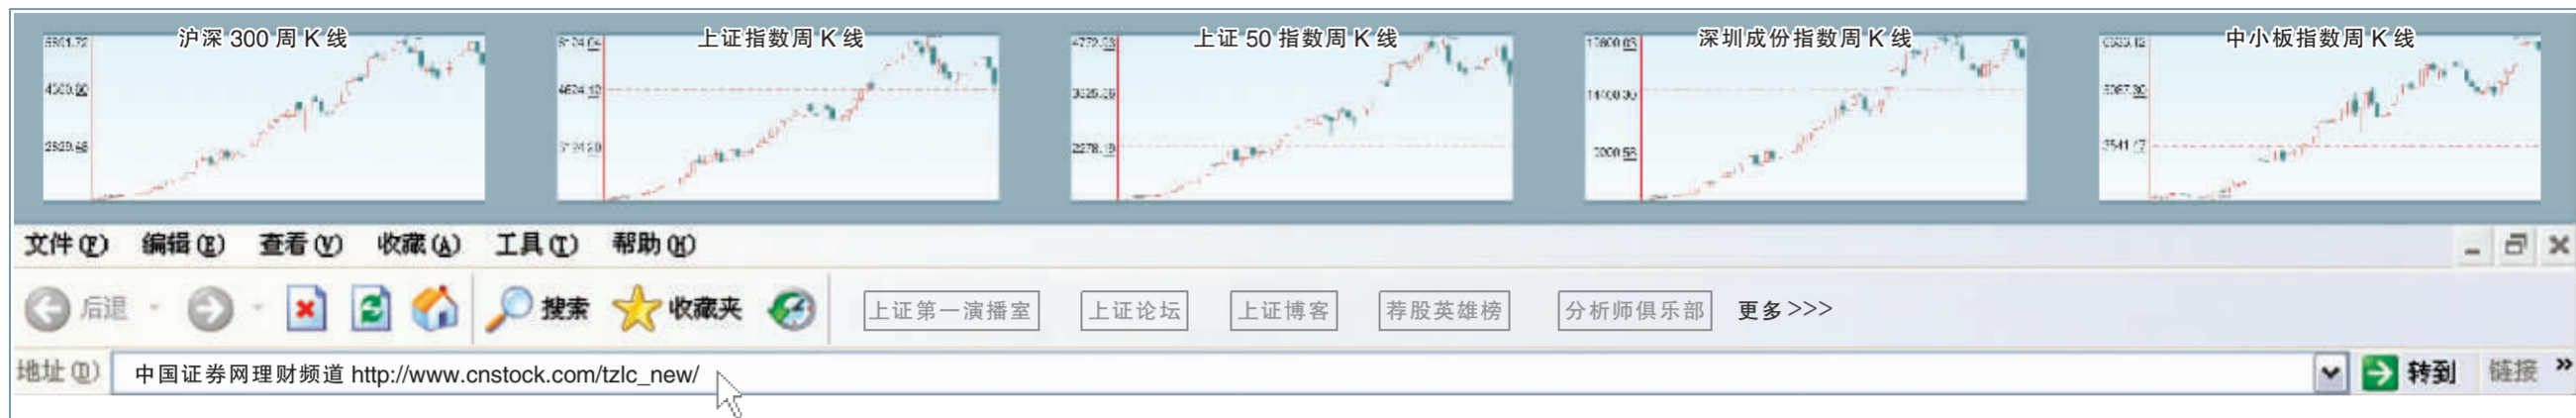 沪深 300 周 K 线
上证指数周 K 线
上证 50 指数周 K 线
深圳成份指数周 K 线
中小板指数周 K 线
4624.12
2278.19
文件(F) 编辑(E) 查看(V) 收藏(A) 工具(T) 帮助(H)
后退 搜索 收藏夹 上证第一演播室 上证论坛 上证博客 荐股英雄榜 分析师俱乐部 更多>>>
地址(D) 中国证券网理财频道 http://www.cnstock.com/tzlc_new/ 转到 链接 »